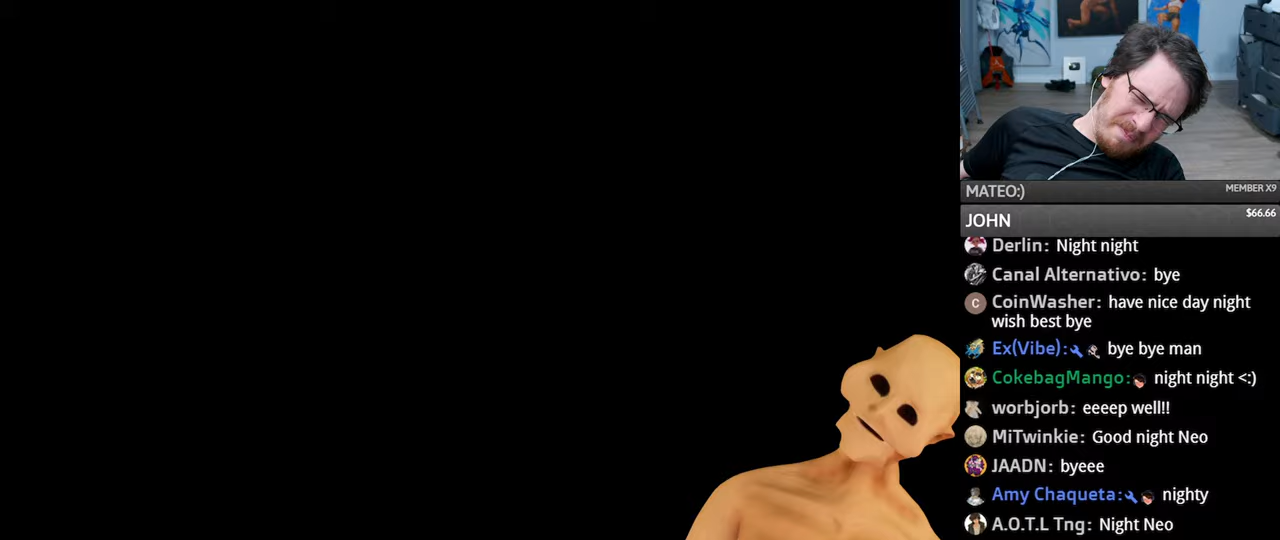 MATEO:) MEMBER X9
JOHN $66.66
Derlin: Night night
Canal Alternativo: bye
C CoinWasher: have nice day night
wish best bye
Ex(Vibe): bye bye man
CokebagMango: night night <:)
worbjorb: eeeep well!!
MiTwinkie: Good night Neo
JAADN: byeee
Amy Chaqueta: nighty
A.O.T.L Tng: Night Neo